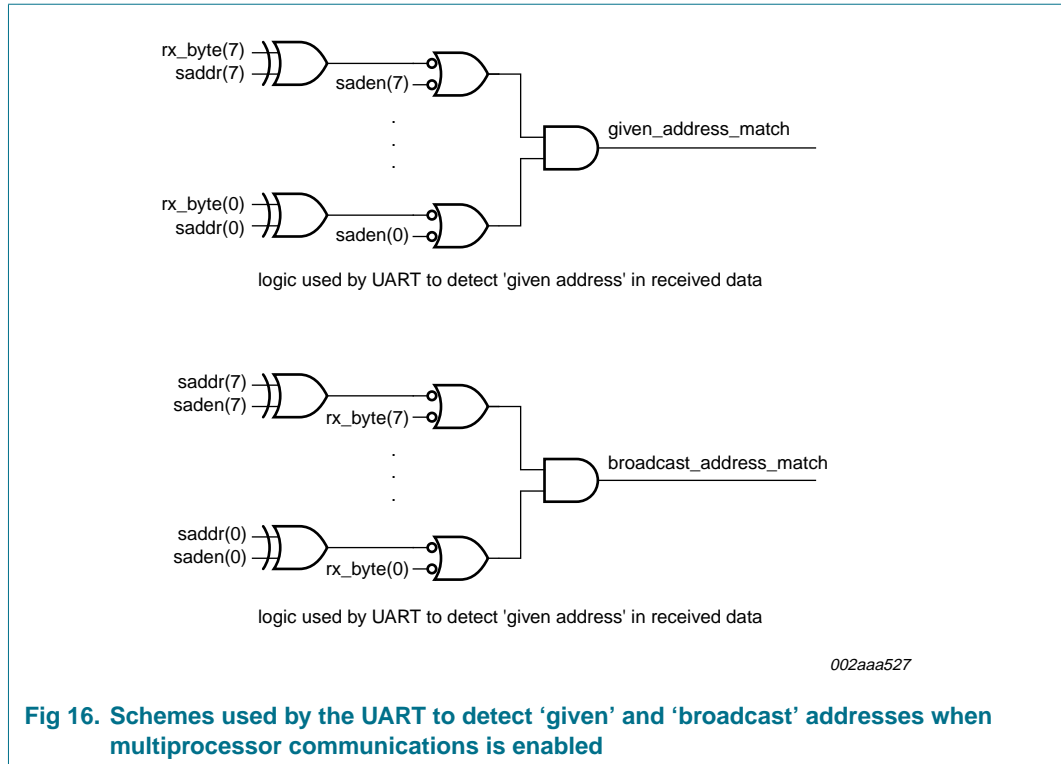 rx_byte(7)
saddr(7)
saden(7)
given_address_match
rx_byte(0)
saddr(0)
saden(0)
logic used by UART to detect 'given address' in received data
saddr(7)
saden(7)
rx_byte(7)
broadcast_address_match
saddr(0)
saden(0)
rx_byte(0)
logic used by UART to detect 'given address' in received data
002aaa527
Fig 16. Schemes used by the UART to detect ‘given’ and ‘broadcast’ addresses when
multiprocessor communications is enabled